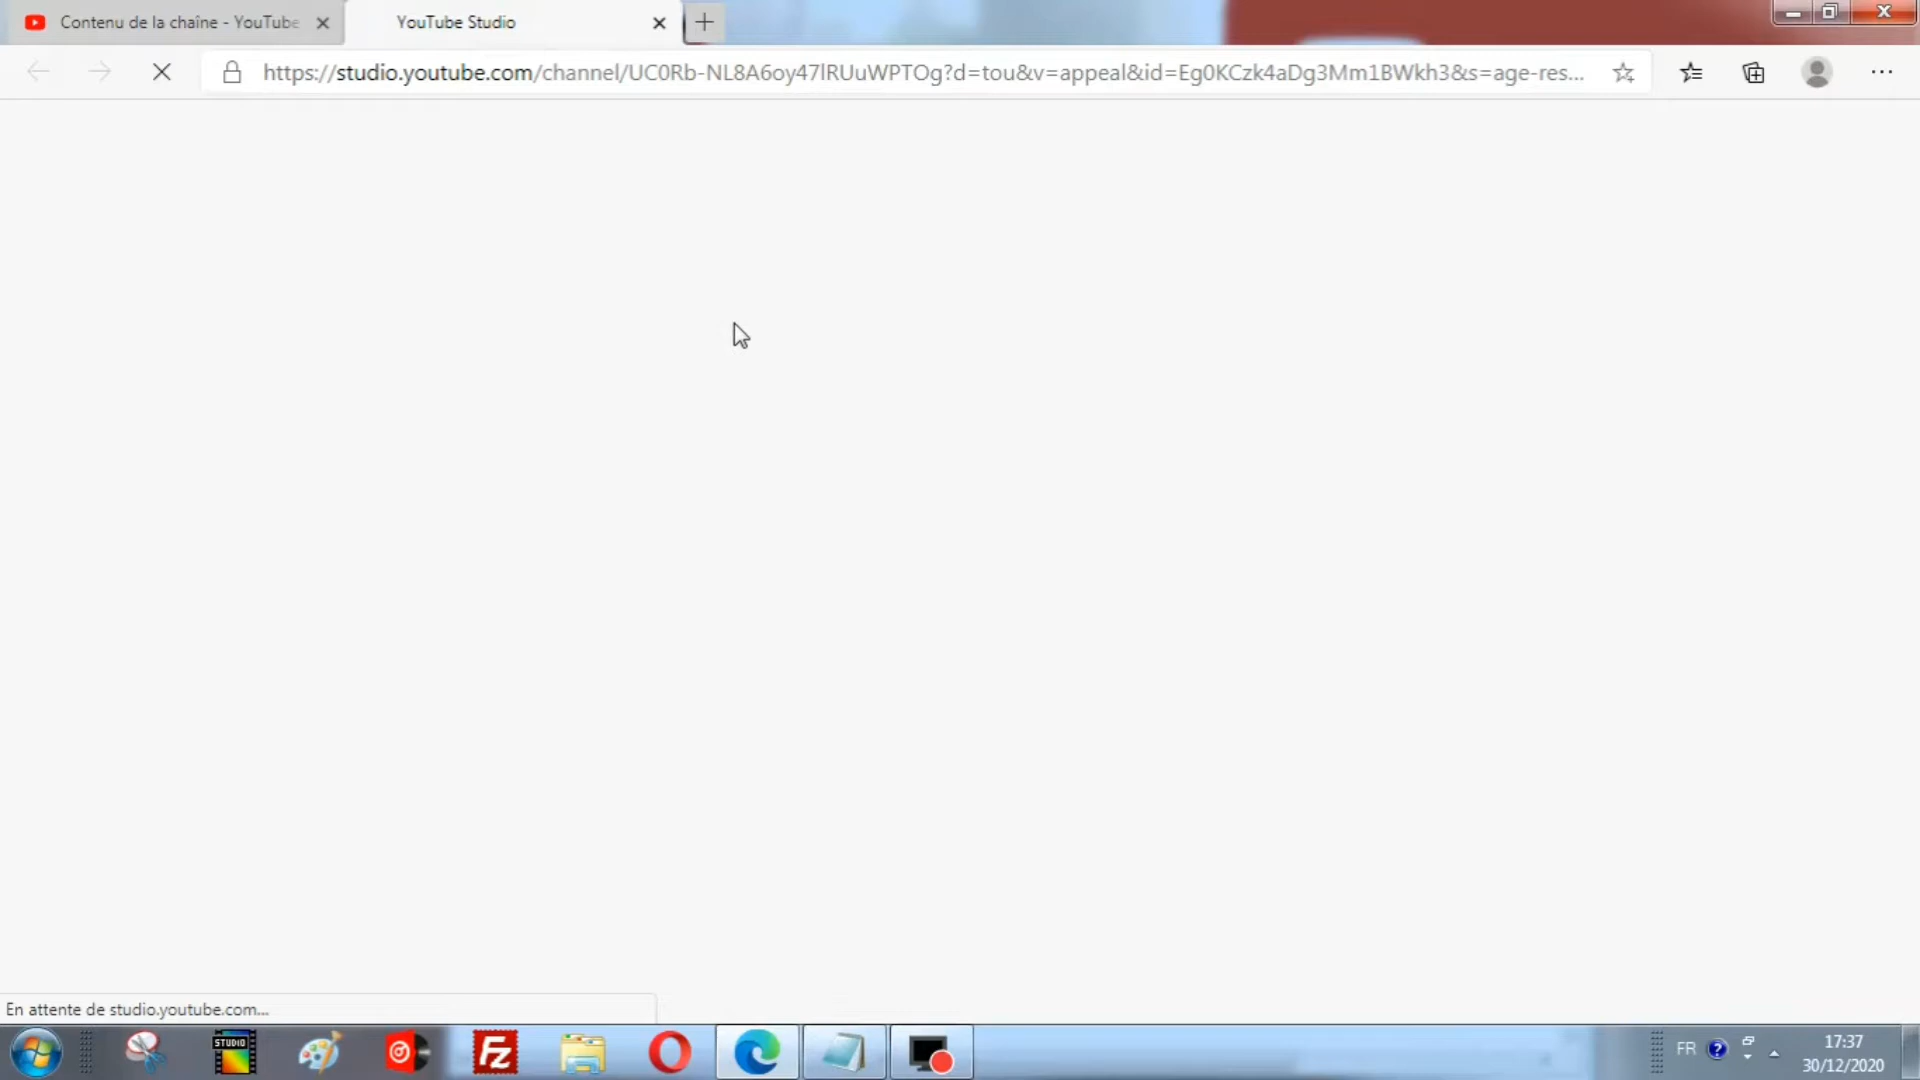 Contenu de la chaîne - YouTube
YouTube Studio
https://studio.youtube.com/channel/UC0Rb-NL8A6oy47lRUuWPTOg?d=tou&v=appeal&id=Eg0KCzk4aDg3Mm1BWkh3&s=age-res...
En attente de studio.youtube.com...
STUDIO
FZ
FR
17:37
30/12/2020